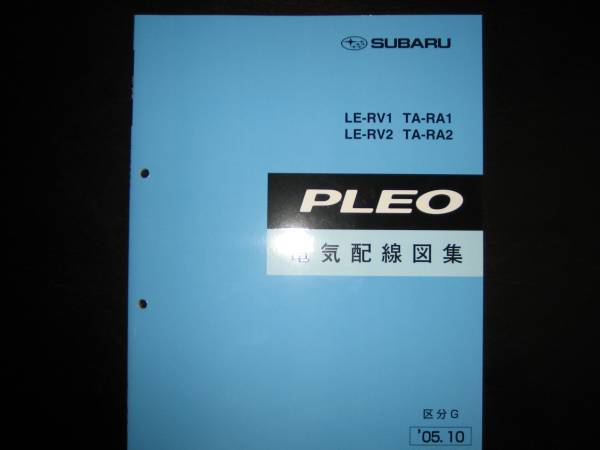 SUBARU
LE-RV1 TA-RA1
LE-RV2 TA-RA2
PLEO
電気配線図集
区分G
'05.10